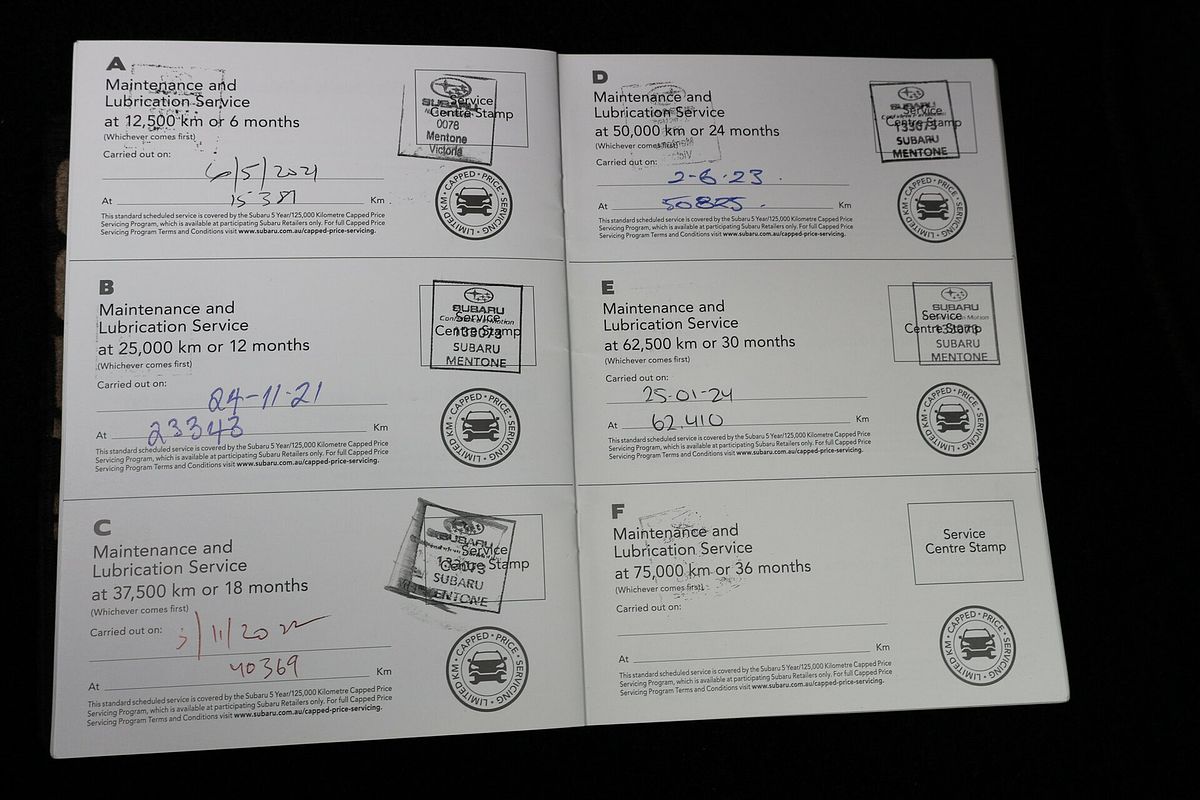 A
Maintenance and
Lubrication Service
at 12,500 km or 6 months
(Whichever comes first)
Carried out on:
6/5/2021
At 15387 Km
This standard scheduled service is covered by the Subaru 5 Year/125,000 Kilometre Capped Price
Servicing Program, which is available at participating Subaru Retailers only. For full Capped Price
Servicing Program Terms and Conditions visit www.subaru.com.au/capped-price-servicing.
Service
Centre Stamp
SUBARU
0078
Mentone
Victoria
CAPPED • PRICE • SERVICING • LIMITED KM •
B
Maintenance and
Lubrication Service
at 25,000 km or 12 months
(Whichever comes first)
Carried out on:
24-11-21
At 23343 Km
This standard scheduled service is covered by the Subaru 5 Year/125,000 Kilometre Capped Price
Servicing Program, which is available at participating Subaru Retailers only. For full Capped Price
Servicing Program Terms and Conditions visit www.subaru.com.au/capped-price-servicing.
Service
Centre Stamp
SUBARU
133073
SUBARU
MENTONE
CAPPED • PRICE • SERVICING • LIMITED KM •
C
Maintenance and
Lubrication Service
at 37,500 km or 18 months
(Whichever comes first)
Carried out on:
/11/2022
At 40369 Km
This standard scheduled service is covered by the Subaru 5 Year/125,000 Kilometre Capped Price
Servicing Program, which is available at participating Subaru Retailers only. For full Capped Price
Servicing Program Terms and Conditions visit www.subaru.com.au/capped-price-servicing.
Service
Centre Stamp
SUBARU
133073
SUBARU
MENTONE
CAPPED • PRICE • SERVICING • LIMITED KM •
D
Maintenance and
Lubrication Service
at 50,000 km or 24 months
(Whichever comes first)
Carried out on:
2-6-23
At 50825 Km
This standard scheduled service is covered by the Subaru 5 Year/125,000 Kilometre Capped Price
Servicing Program, which is available at participating Subaru Retailers only. For full Capped Price
Servicing Program Terms and Conditions visit www.subaru.com.au/capped-price-servicing.
Service
Centre Stamp
SUBARU
133073
SUBARU
MENTONE
CAPPED • PRICE • SERVICING • LIMITED KM •
E
Maintenance and
Lubrication Service
at 62,500 km or 30 months
(Whichever comes first)
Carried out on:
25-01-24
At 62.410 Km
This standard scheduled service is covered by the Subaru 5 Year/125,000 Kilometre Capped Price
Servicing Program, which is available at participating Subaru Retailers only. For full Capped Price
Servicing Program Terms and Conditions visit www.subaru.com.au/capped-price-servicing.
Service
Centre Stamp
SUBARU
133073
SUBARU
MENTONE
CAPPED • PRICE • SERVICING • LIMITED KM •
F
Maintenance and
Lubrication Service
at 75,000 km or 36 months
(Whichever comes first)
Carried out on:
At Km
This standard scheduled service is covered by the Subaru 5 Year/125,000 Kilometre Capped Price
Servicing Program, which is available at participating Subaru Retailers only. For full Capped Price
Servicing Program Terms and Conditions visit www.subaru.com.au/capped-price-servicing.
Service
Centre Stamp
CAPPED • PRICE • SERVICING • LIMITED KM •